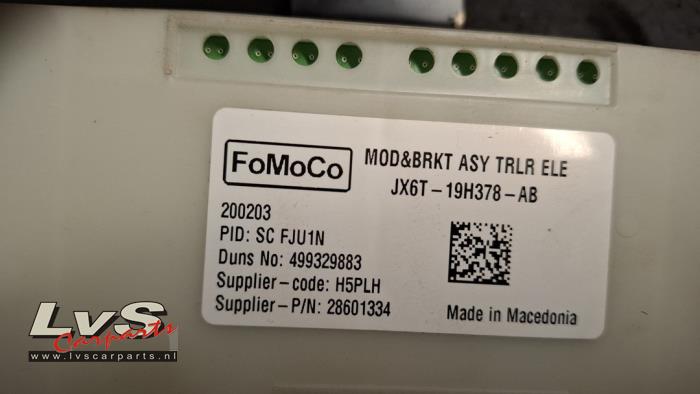 FoMoCo
MOD&BRKT ASY TRLR ELE
JX6T-19H378-AB
200203
PID: SC FJU1N
Duns No: 499329883
Supplier-code: H5PLH
Supplier-P/N: 28601334
Made in Macedonia
LvS
Carparts
www.lvscarparts.nl